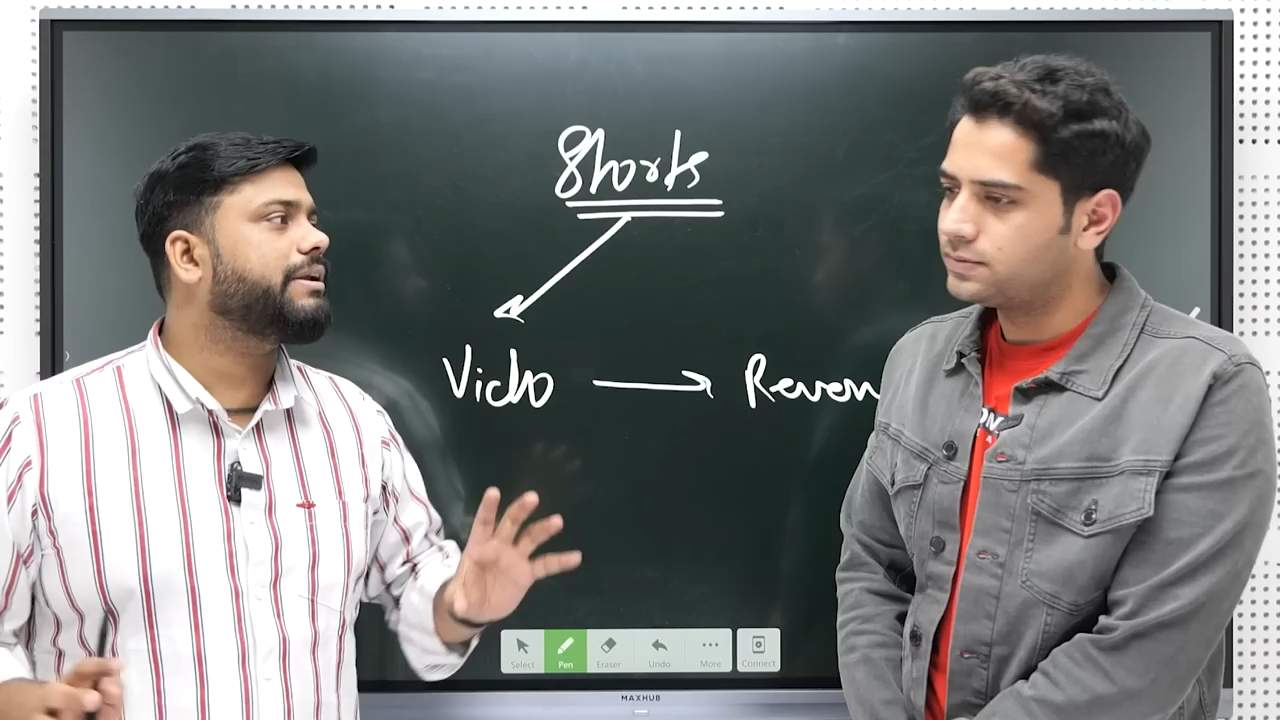 Shorts
Video → Reven
Select Pen Eraser Undo More Connect
MAXHUB